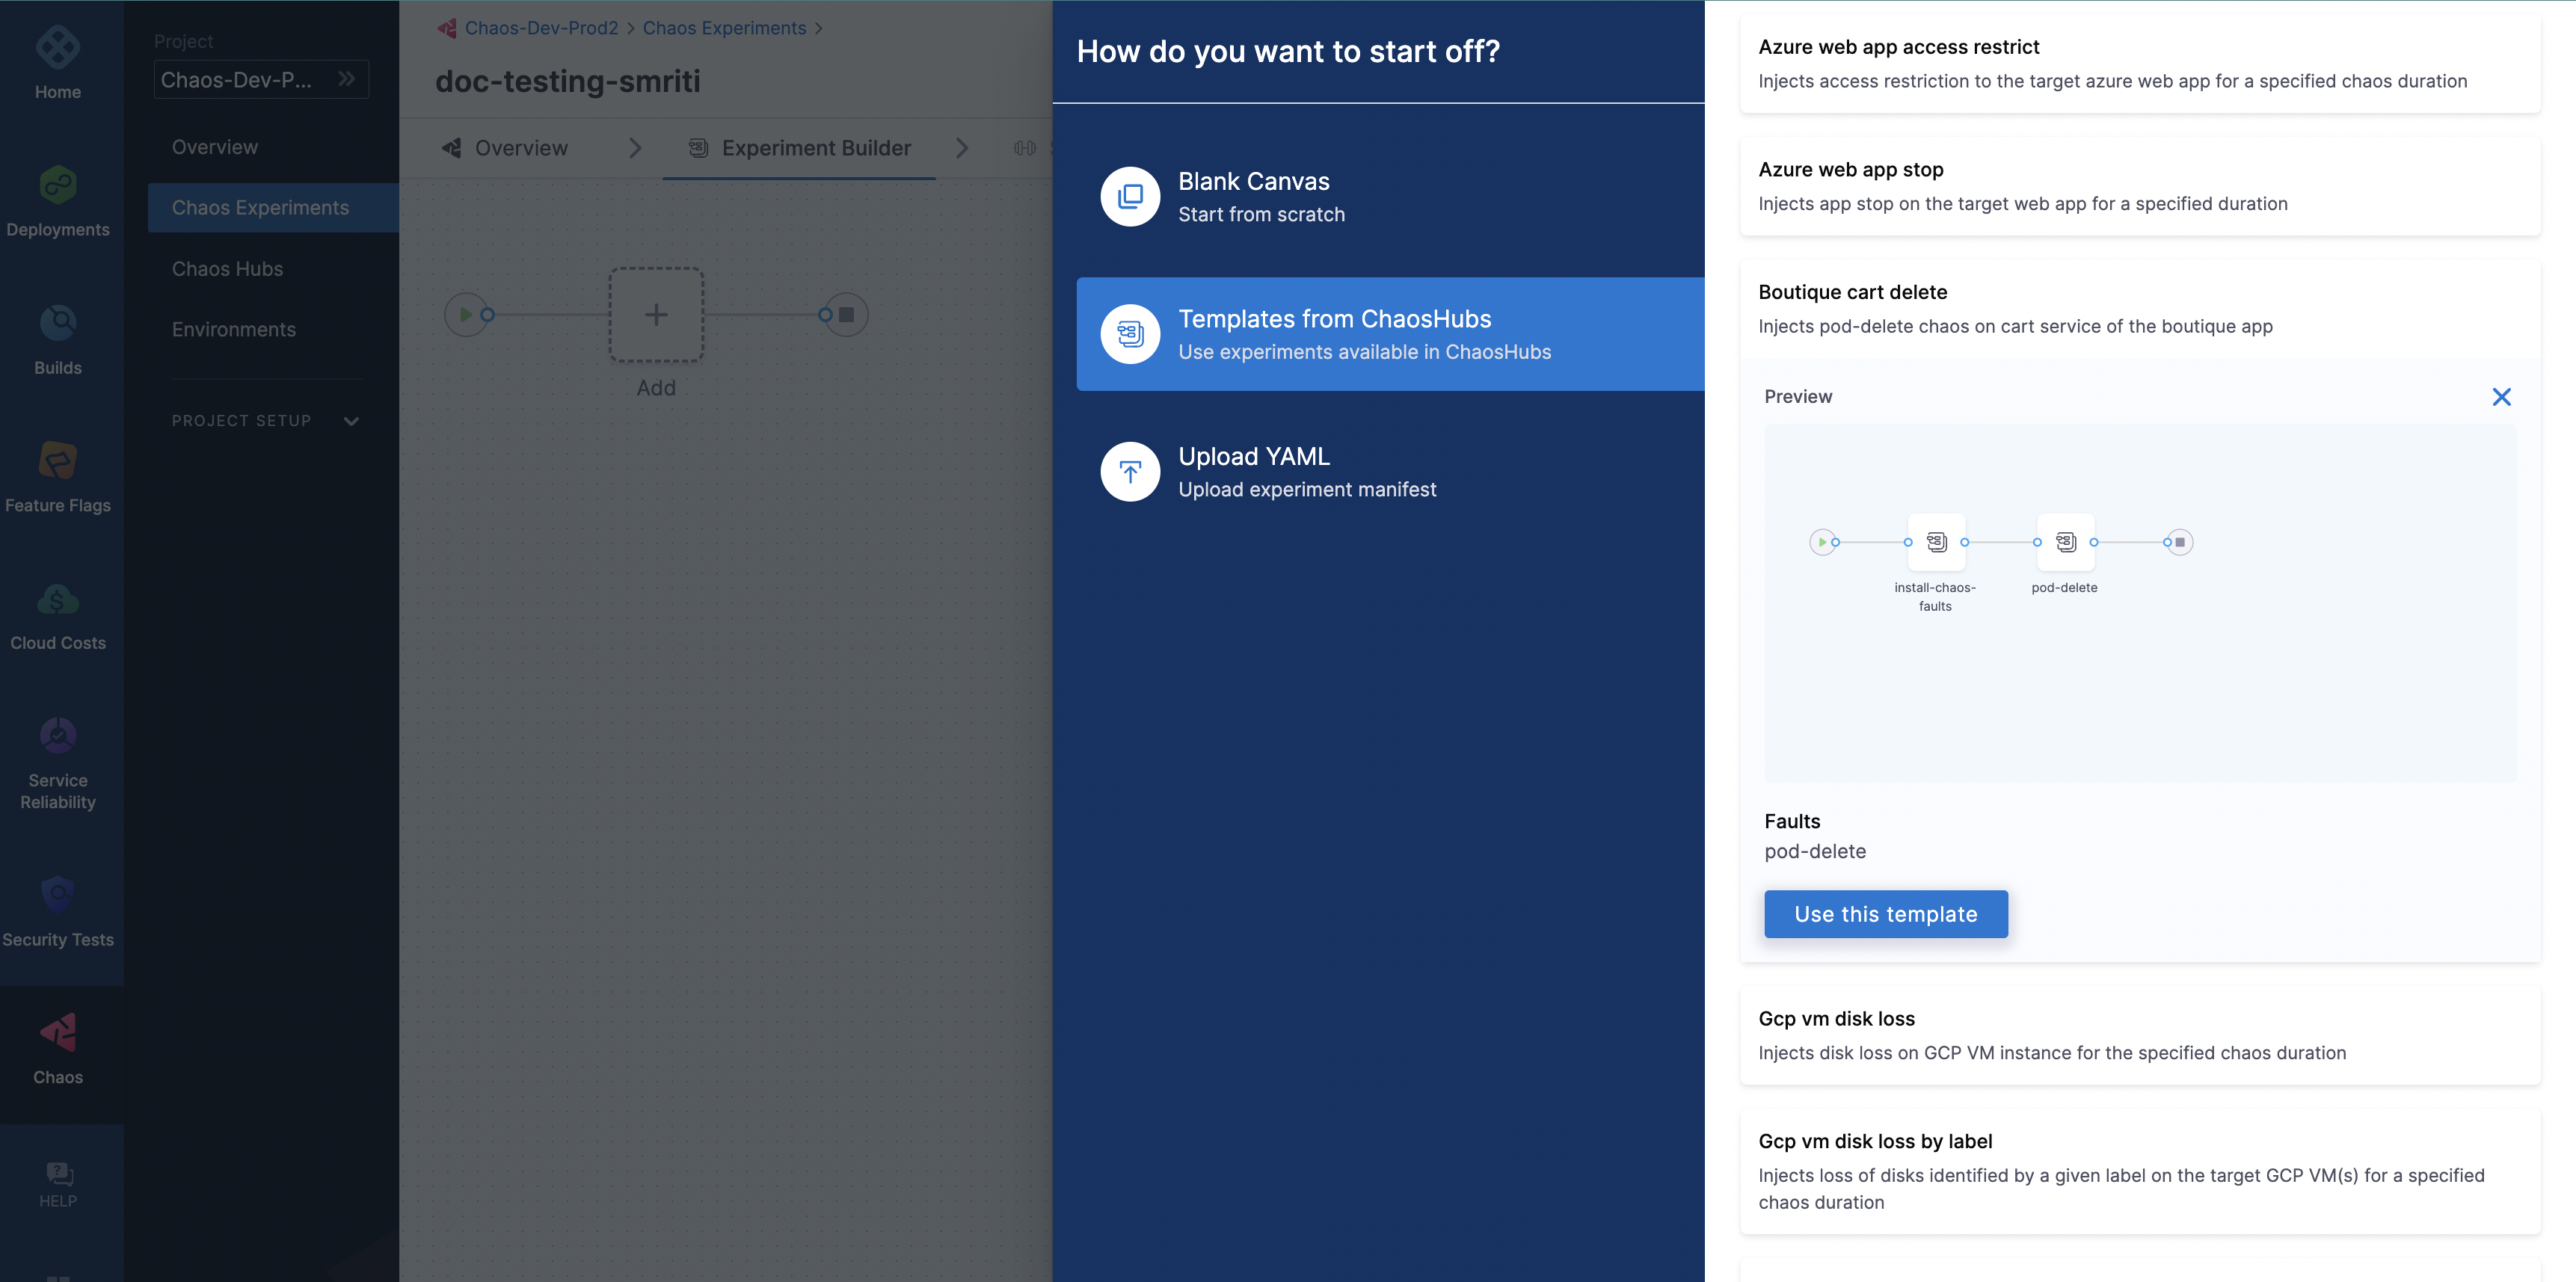 Home
Deployments
Builds
Feature Flags
Cloud Costs
Service
Reliability
Security Tests
Chaos
HELP
Project
Chaos-Dev-P...
Overview
Chaos Experiments
Chaos Hubs
Environments
PROJECT SETUP
Chaos-Dev-Prod2 > Chaos Experiments >
doc-testing-smriti
Overview
Experiment Builder
Add
How do you want to start off?
Blank Canvas
Start from scratch
Templates from ChaosHubs
Use experiments available in ChaosHubs
Upload YAML
Upload experiment manifest
Azure web app access restrict
Injects access restriction to the target azure web app for a specified chaos duration
Azure web app stop
Injects app stop on the target web app for a specified duration
Boutique cart delete
Injects pod-delete chaos on cart service of the boutique app
Preview
install-chaos-
faults
pod-delete
Faults
pod-delete
Use this template
Gcp vm disk loss
Injects disk loss on GCP VM instance for the specified chaos duration
Gcp vm disk loss by label
Injects loss of disks identified by a given label on the target GCP VM(s) for a specified
chaos duration